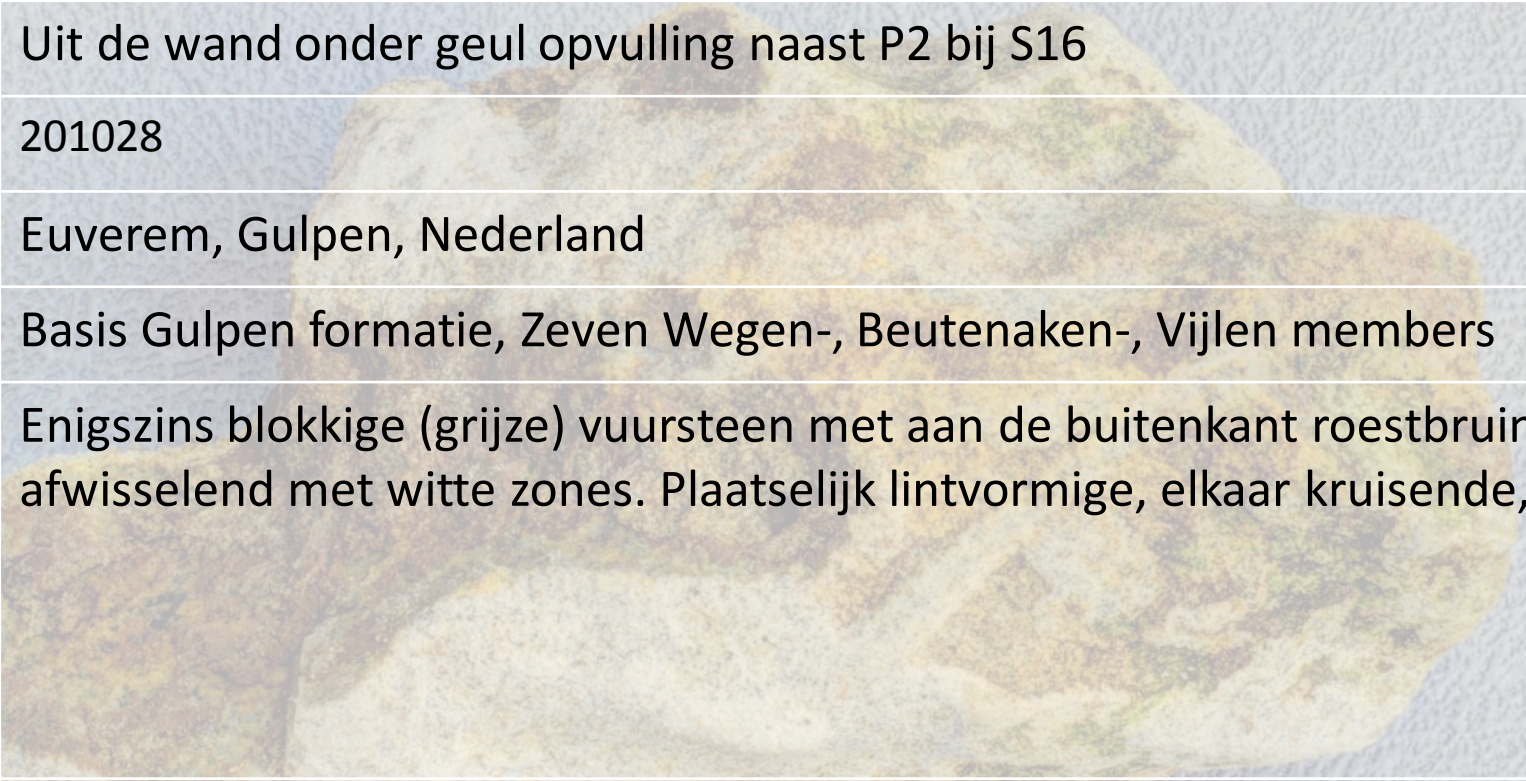 Uit de wand onder geul opvulling naast P2 bij S16
201028
Euverem, Gulpen, Nederland
Basis Gulpen formatie, Zeven Wegen-, Beutenaken-, Vijlen members
Enigszins blokkige (grijze) vuursteen met aan de buitenkant
afwisselend met witte zones. Plaatselijk lintvormige, elkaar kruisende,